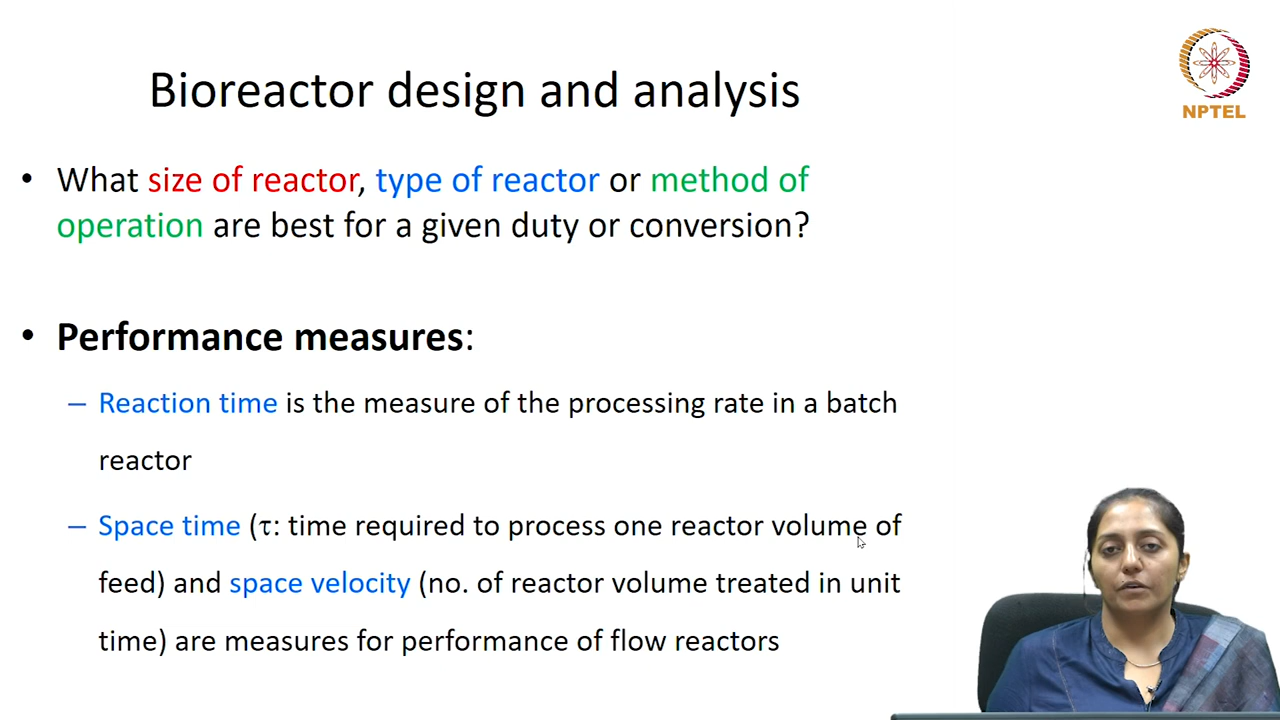 NPTEL
Bioreactor design and analysis
• What size of reactor, type of reactor or method of
operation are best for a given duty or conversion?
• Performance measures:
– Reaction time is the measure of the processing rate in a batch
reactor
– Space time (τ: time required to process one reactor volume of
feed) and space velocity (no. of reactor volume treated in unit
time) are measures for performance of flow reactors